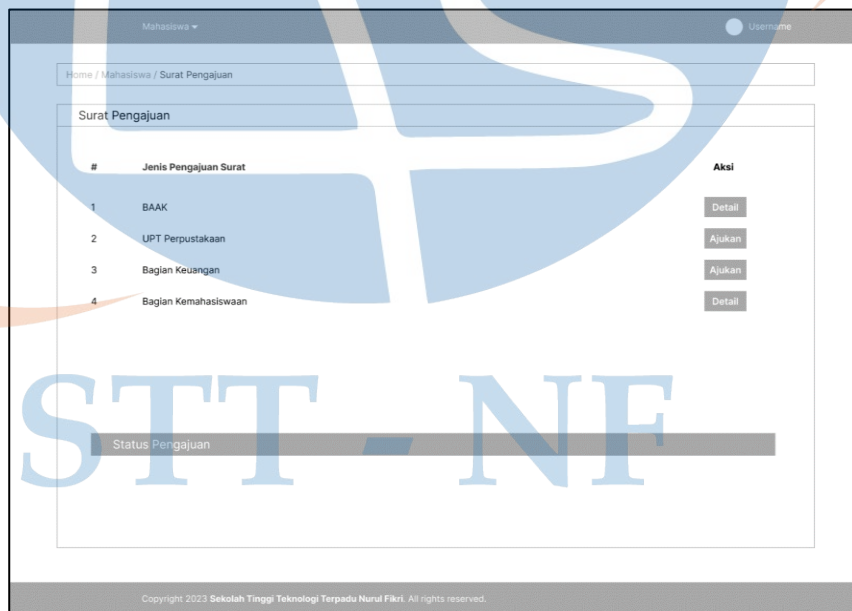 Mahasiswa
Username
Home / Mahasiswa / Surat Pengajuan
Surat Pengajuan
# Jenis Pengajuan Surat Aksi
1 BAAK Detail
2 UPT Perpustakaan Ajukan
3 Bagian Keuangan Ajukan
4 Bagian Kemahasiswaan Detail
STT - NF
Status Pengajuan
Copyright 2023 Sekolah Tinggi Teknologi Terpadu Nurul Fikri. All rights reserved.